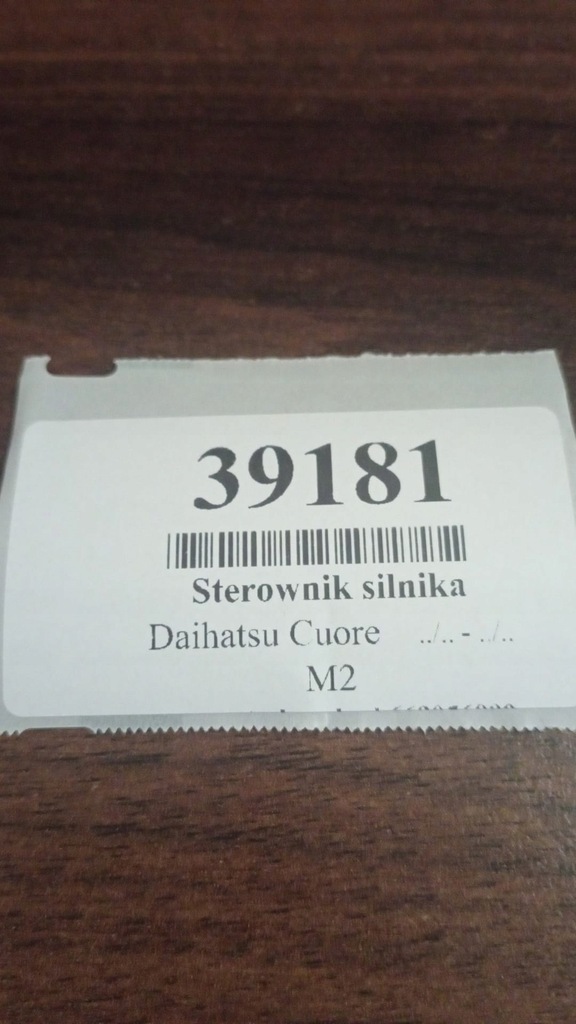 39181
Sterownik silnika
Daihatsu Cuore ../.. - ../..
M2